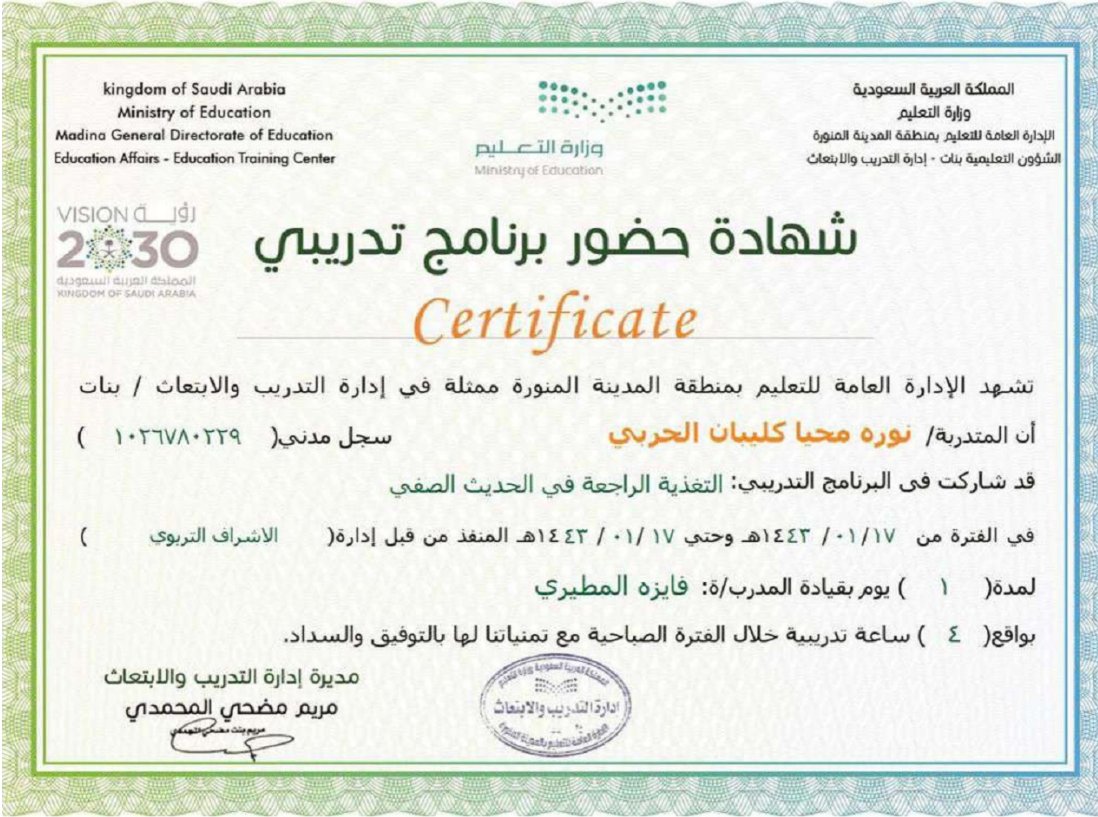 kingdom of Saudi Arabia
Ministry of Education
Madina General Directorate of Education
Education Affairs - Education Training Center
وزارة التعـــليم
Ministry of Education
المملكة العربية السعودية
وزارة التعليم
الإدارة العامة للتعليم بمنطقة المدينة المنورة
الشؤون التعليمية بنات - إدارة التدريب والابتعاث
VISION رؤيــة
2030
المملكة العربية السعودية
KINGDOM OF SAUDI ARABIA
شهادة حضور برنامج تدريبي
Certificate
تشهد الإدارة العامة للتعليم بمنطقة المدينة المنورة ممثلة في إدارة التدريب والابتعاث / بنات
أن المتدربة/ نوره محيا كليبان الحربي سجل مدني( ١٠٢٦٧٨٠٢٢٩ )
قد شاركت فى البرنامج التدريبي: التغذية الراجعة في الحديث الصفي
في الفترة من ٠١/١٧ / ١٤٤٣هـ وحتي ١٧ /٠١ / ١٤٤٣هـ المنفذ من قبل إدارة( الاشراف التربوي )
لمدة( ١ ) يوم بقيادة المدرب/ة: فايزه المطيري
بواقع( ٤ ) ساعة تدريبية خلال الفترة الصباحية مع تمنياتنا لها بالتوفيق والسداد.
مديرة إدارة التدريب والابتعاث
مريم مضحي المحمدي
ادارة التدريب والابتعاث